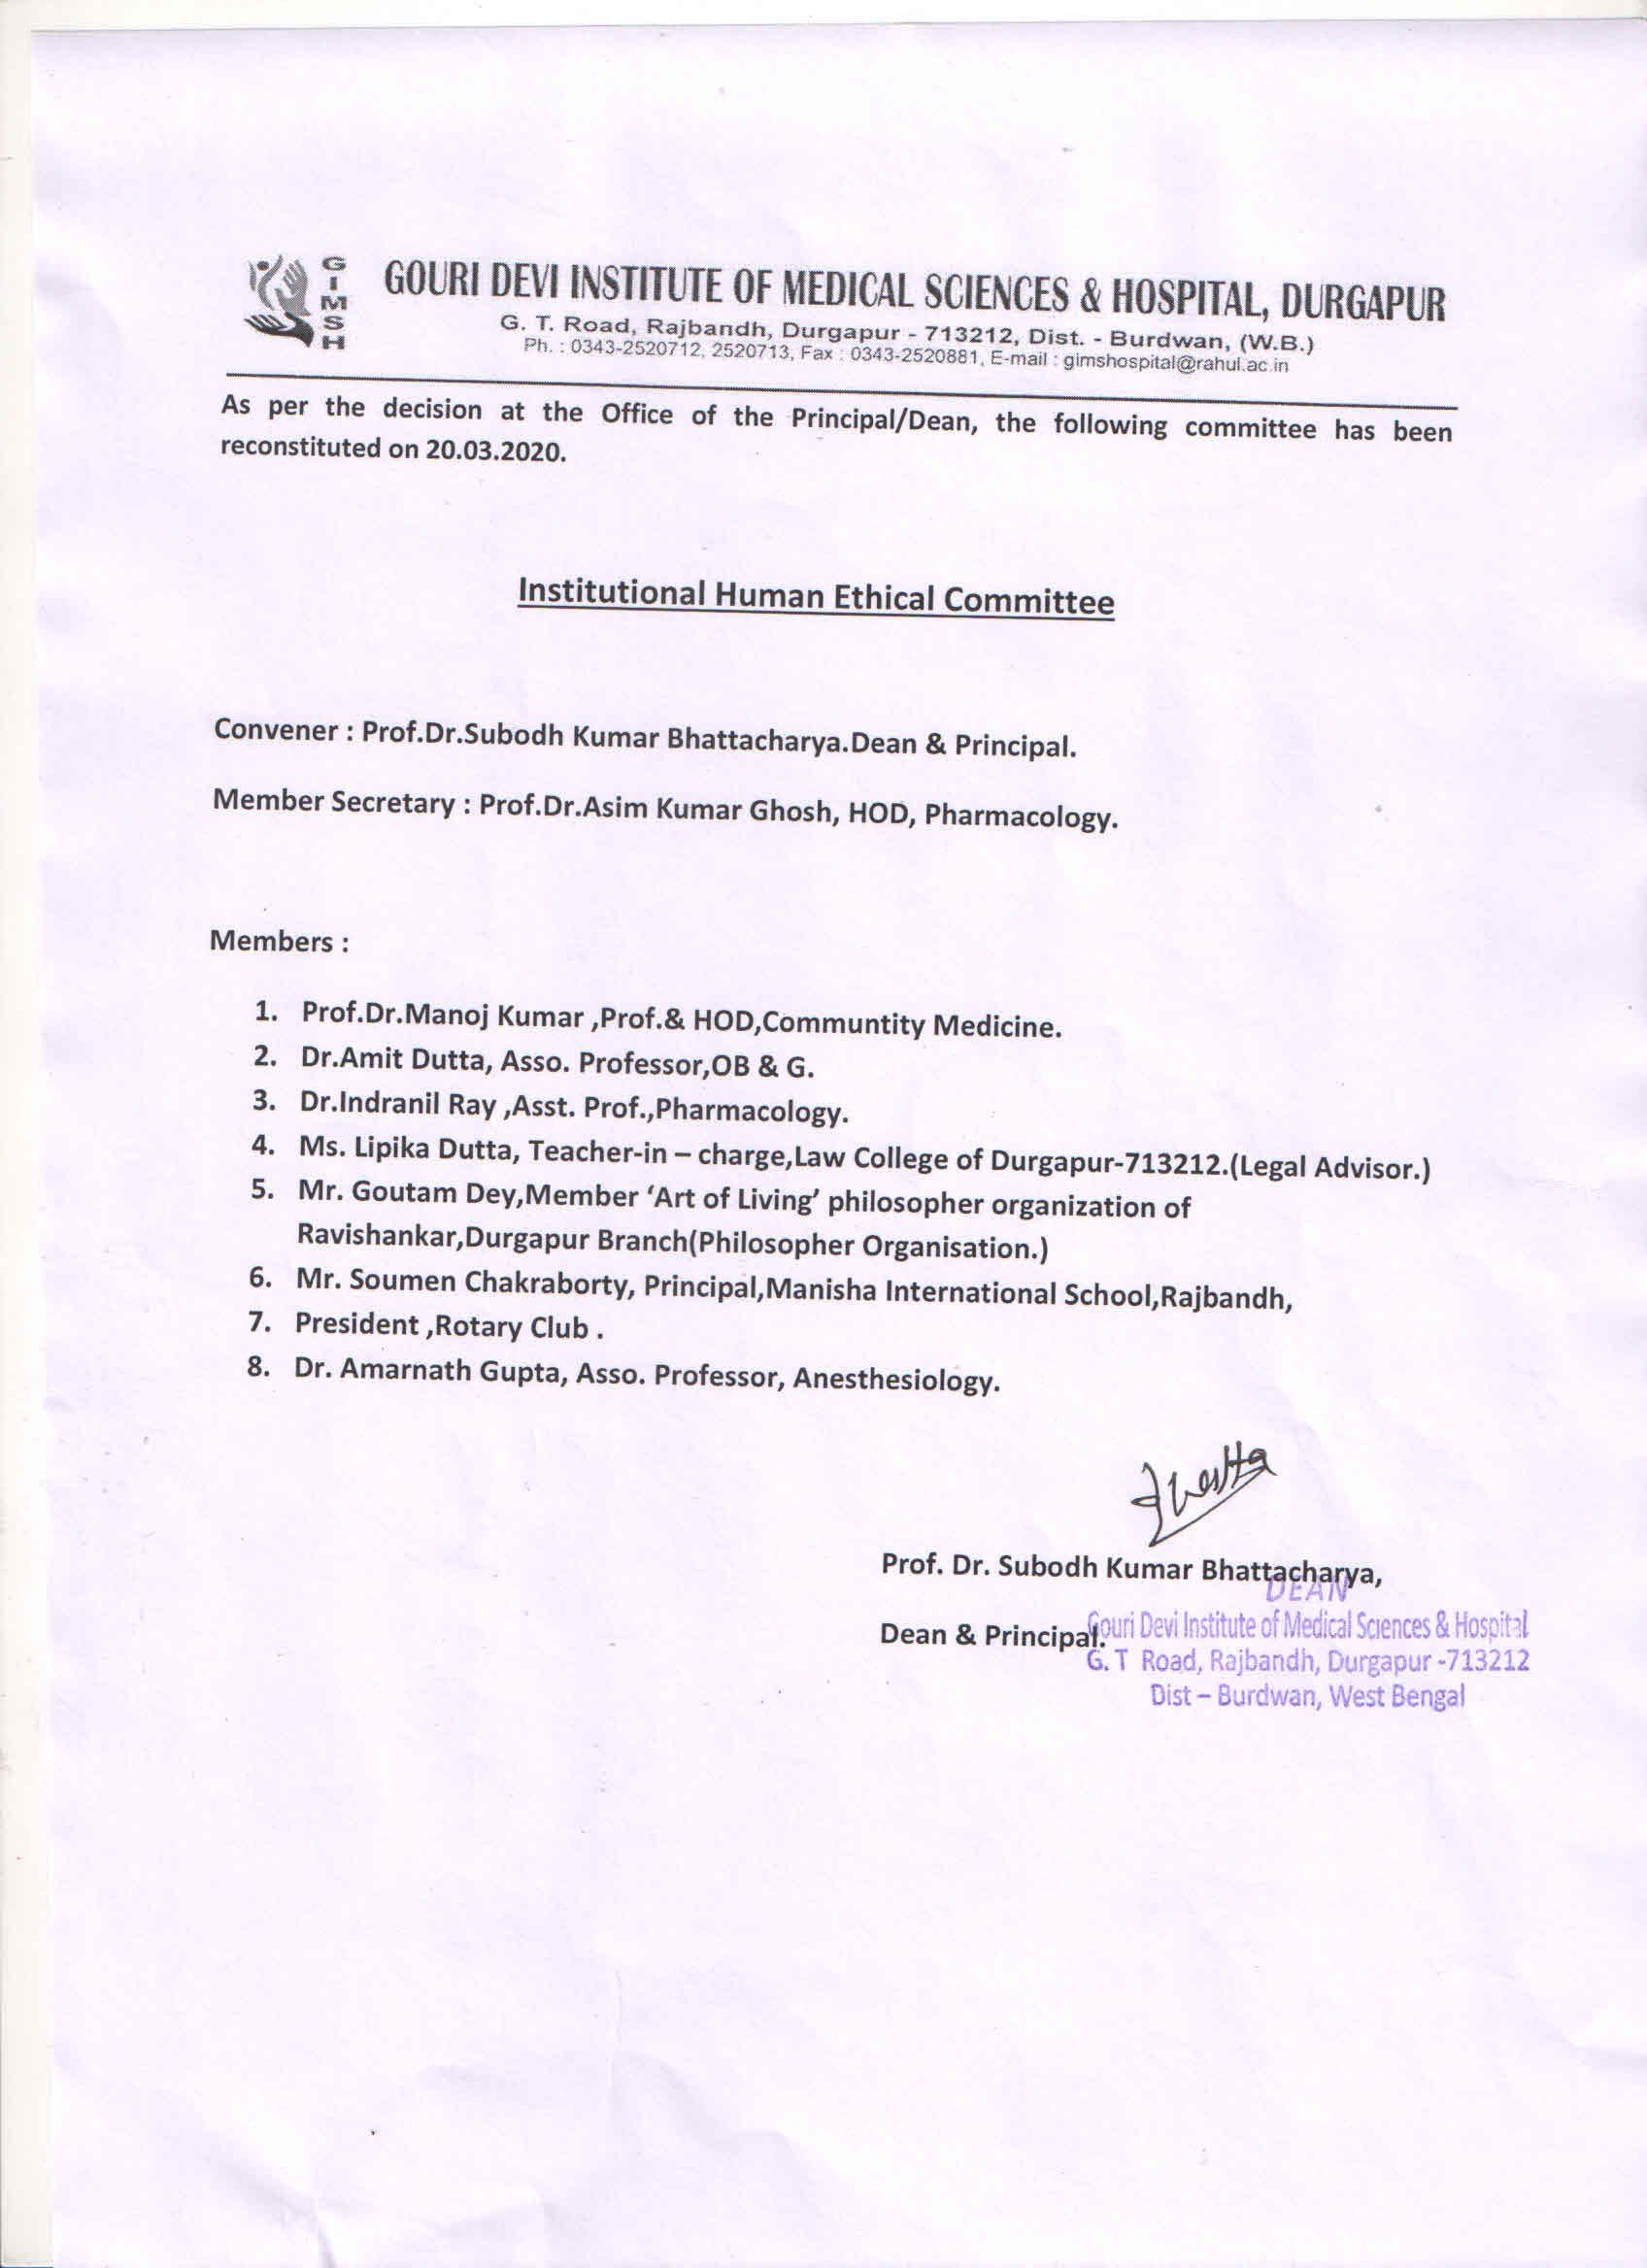 GIMSH
GOURI DEVI INSTITUTE OF MEDICAL SCIENCES & HOSPITAL, DURGAPUR
G. T. Road, Rajbandh, Durgapur - 713212, Dist. - Burdwan, (W.B.)
Ph. : 0343-2520712, 2520713, Fax : 0343-2520881, E-mail : gimshospital@rahul.ac.in
As per the decision at the Office of the Principal/Dean, the following committee has been
reconstituted on 20.03.2020.
Institutional Human Ethical Committee
Convener : Prof.Dr.Subodh Kumar Bhattacharya.Dean & Principal.
Member Secretary : Prof.Dr.Asim Kumar Ghosh, HOD, Pharmacology.
Members :
1. Prof.Dr.Manoj Kumar ,Prof.& HOD,Communtity Medicine.
2. Dr.Amit Dutta, Asso. Professor,OB & G.
3. Dr.Indranil Ray ,Asst. Prof.,Pharmacology.
4. Ms. Lipika Dutta, Teacher-in – charge,Law College of Durgapur-713212.(Legal Advisor.)
5. Mr. Goutam Dey,Member ‘Art of Living’ philosopher organization of
Ravishankar,Durgapur Branch(Philosopher Organisation.)
6. Mr. Soumen Chakraborty, Principal,Manisha International School,Rajbandh,
7. President ,Rotary Club .
8. Dr. Amarnath Gupta, Asso. Professor, Anesthesiology.
Prof. Dr. Subodh Kumar Bhattacharya,
DEAN
Dean & Principal.
Gouri Devi Institute of Medical Sciences & Hospital
G. T Road, Rajbandh, Durgapur -713212
Dist – Burdwan, West Bengal